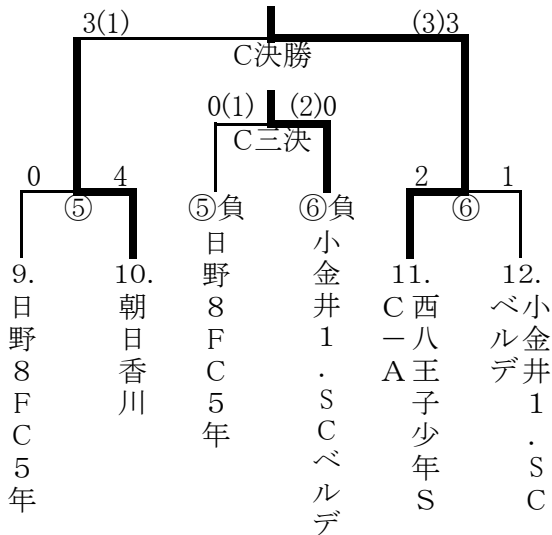 3(1) (3)3
C決勝
0(1) (2)0
C三決
0 4 2 1
⑤ ⑤負 ⑥負 ⑥
9.
日野8FC5年
10.
朝日香川
日野8FC5年
小金井1.SCベルデ
11.
西八王子少年S
C－A
12.
小金井1.SC
ベルデ